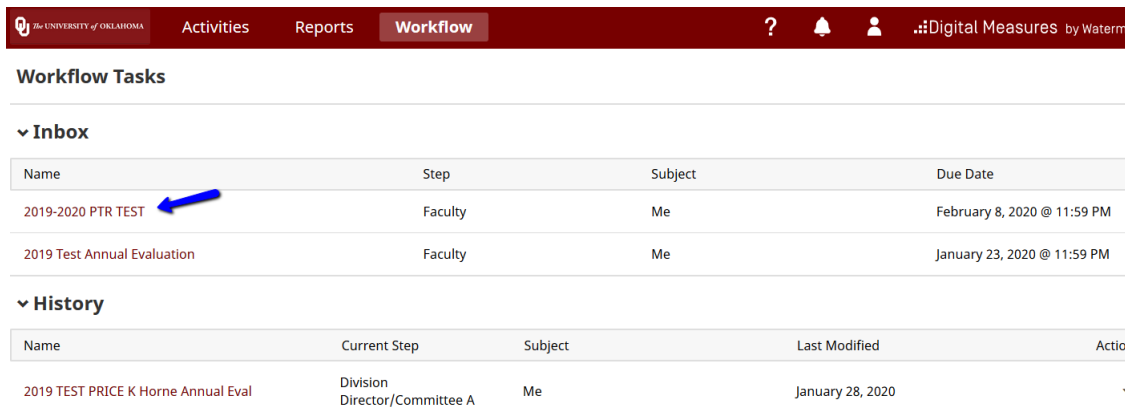 The UNIVERSITY of OKLAHOMA Activities Reports Workflow ? Digital Measures by Waterm
Workflow Tasks
Inbox
Name Step Subject Due Date
2019-2020 PTR TEST Faculty Me February 8, 2020 @ 11:59 PM
2019 Test Annual Evaluation Faculty Me January 23, 2020 @ 11:59 PM
History
Name Current Step Subject Last Modified Actio
2019 TEST PRICE K Horne Annual Eval Division Director/Committee A Me January 28, 2020